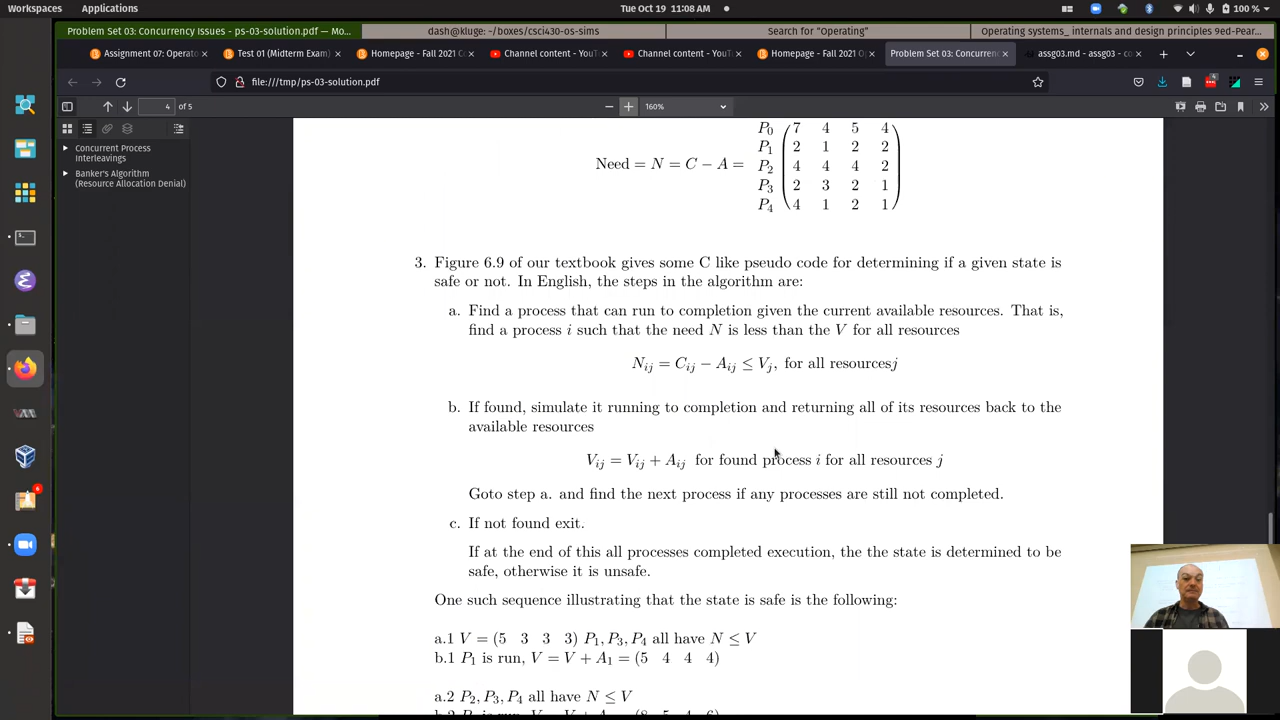 Workspaces Applications Tue Oct 19 11:08 AM 100 %
Problem Set 03: Concurrency Issues - ps-03-solution.pdf — Mo... dash@kluge: ~/boxes/csci430-os-sims Search for "Operating" Operating systems_ internals and design principles 9ed-Pear...
Assignment 07: Operato Test 01 (Midterm Exam) Homepage - Fall 2021 C Channel content - YouT Channel content - YouT Homepage - Fall 2021 O Problem Set 03: Concurren assg03.md - assg03 - co
file:///tmp/ps-03-solution.pdf
4 of 5 160%
Concurrent Process
Interleavings
Banker's Algorithm
(Resource Allocation Denial)
P0 7 4 5 4
P1 2 1 2 2
Need = N = C − A = P2 4 4 4 2
P3 2 3 2 1
P4 4 1 2 1
3. Figure 6.9 of our textbook gives some C like pseudo code for determining if a given state is
safe or not. In English, the steps in the algorithm are:
a. Find a process that can run to completion given the current available resources. That is,
find a process i such that the need N is less than the V for all resources
Nij = Cij − Aij ≤ Vj, for all resourcesj
b. If found, simulate it running to completion and returning all of its resources back to the
available resources
Vij = Vij + Aij for found process i for all resources j
Goto step a. and find the next process if any processes are still not completed.
c. If not found exit.
If at the end of this all processes completed execution, the the state is determined to be
safe, otherwise it is unsafe.
One such sequence illustrating that the state is safe is the following:
a.1 V = (5 3 3 3) P1, P3, P4 all have N ≤ V
b.1 P1 is run, V = V + A1 = (5 4 4 4)
a.2 P2, P3, P4 all have N ≤ V